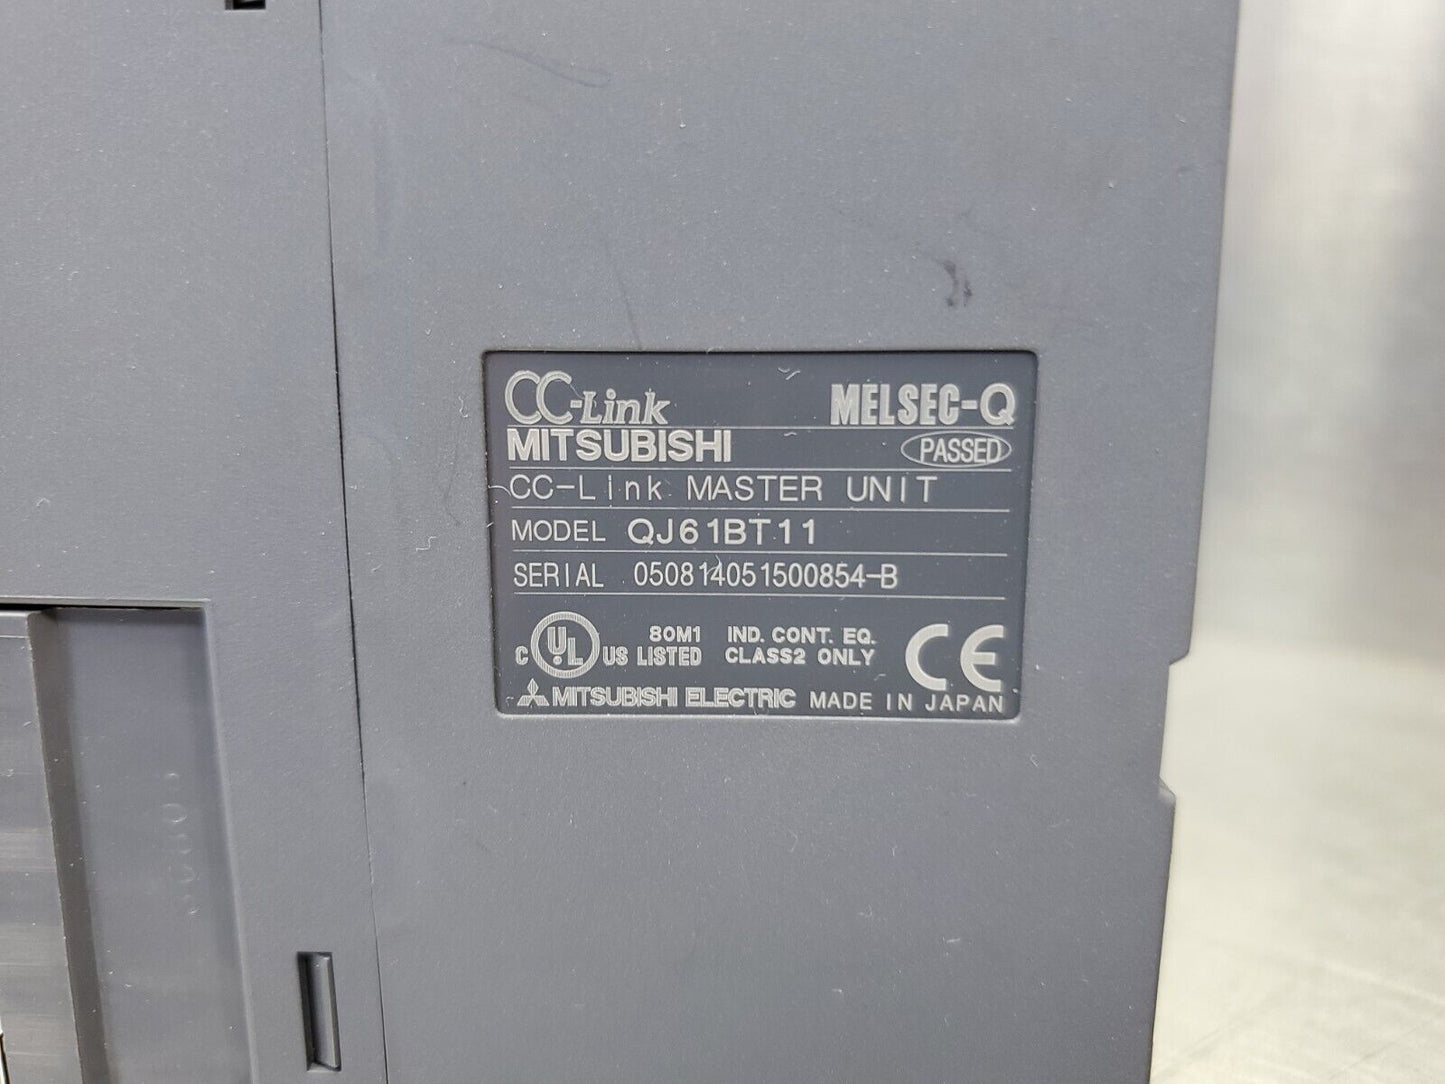 CC-Link MELSEC-Q
MITSUBISHI PASSED
CC-Link MASTER UNIT
MODEL QJ61BT11
SERIAL 050814051500854-B
C UL US LISTED 80M1 IND. CONT. EQ. CLASS2 ONLY CE
MITSUBISHI ELECTRIC MADE IN JAPAN